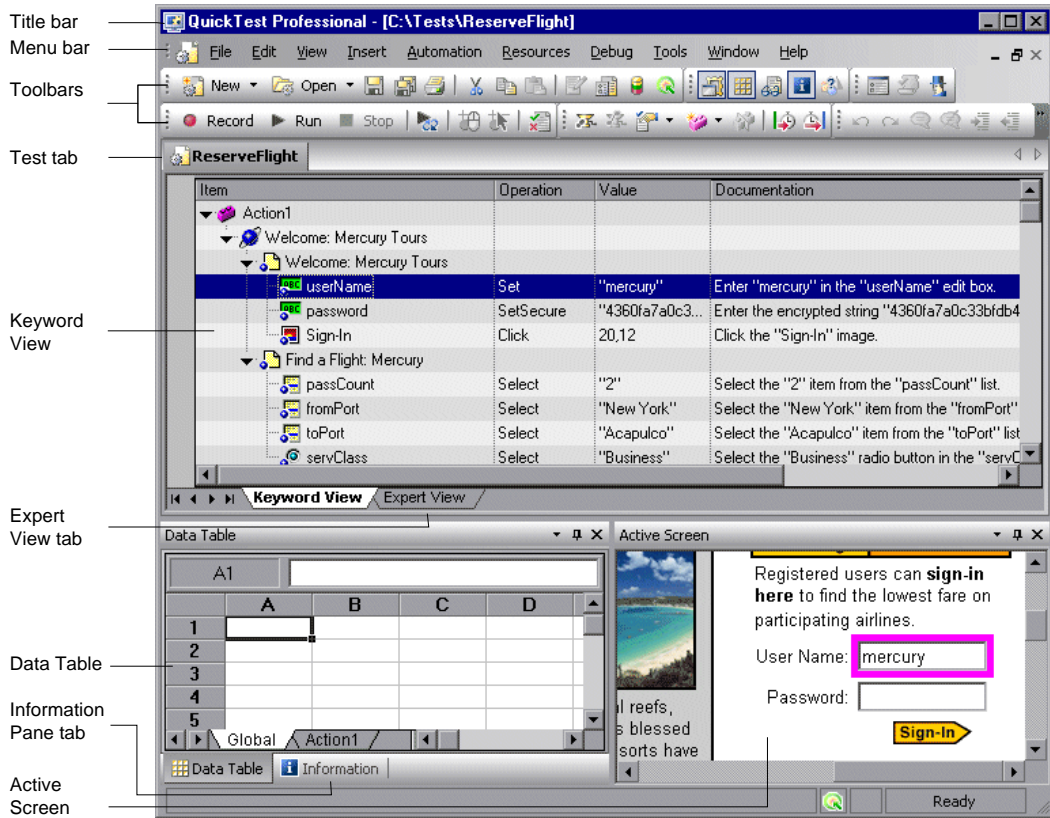 Title bar
QuickTest Professional - [C:\Tests\ReserveFlight]
Menu bar
File Edit View Insert Automation Resources Debug Tools Window Help
Toolbars
New Open
Record Run Stop
Test tab
ReserveFlight
Item Operation Value Documentation
Action1
Welcome: Mercury Tours
Welcome: Mercury Tours
userName Set "mercury" Enter "mercury" in the "userName" edit box.
password SetSecure "4360fa7a0c3... Enter the encrypted string "4360fa7a0c33bfdb4
Sign-In Click 20,12 Click the "Sign-In" image.
Keyword
View
Find a Flight: Mercury
passCount Select "2" Select the "2" item from the "passCount" list.
fromPort Select "New York" Select the "New York" item from the "fromPort"
toPort Select "Acapulco" Select the "Acapulco" item from the "toPort" list
servClass Select "Business" Select the "Business" radio button in the "servC
Keyword View Expert View
Expert
View tab
Data Table
A1
A B C D
1
2
3
4
5
Global Action1
Data Table Information
Data Table
Information
Pane tab
Active
Screen
Active Screen
Registered users can sign-in
here to find the lowest fare on
participating airlines.
User Name: mercury
Password:
Sign-In
l reefs,
s blessed
sorts have
Ready